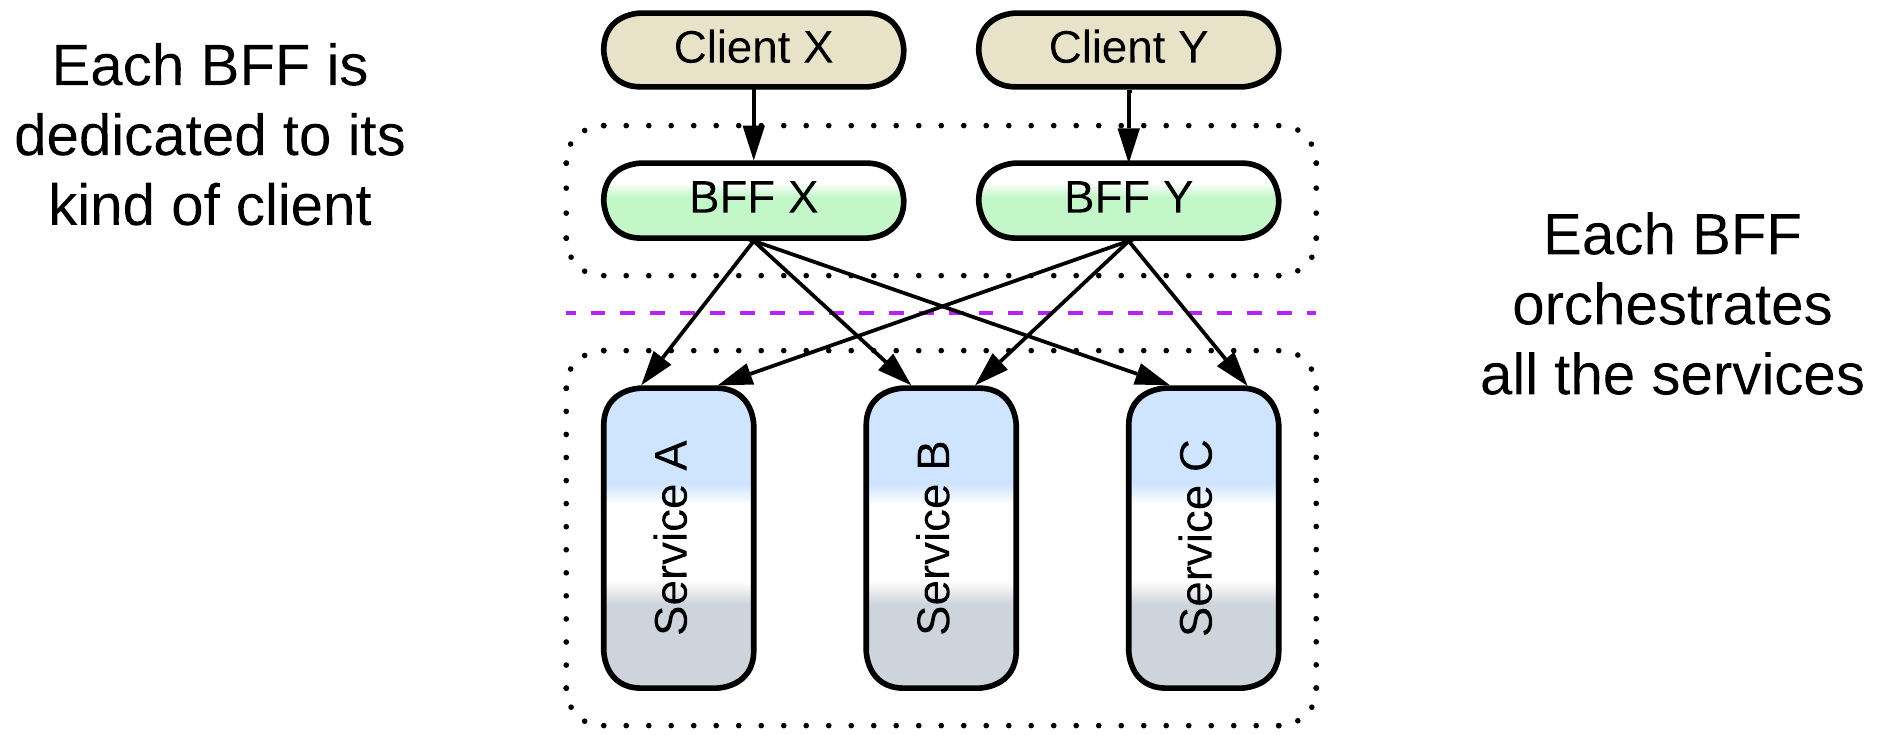 Each BFF is
dedicated to its
kind of client
Client X
Client Y
BFF X
BFF Y
Each BFF
orchestrates
all the services
Service A
Service B
Service C